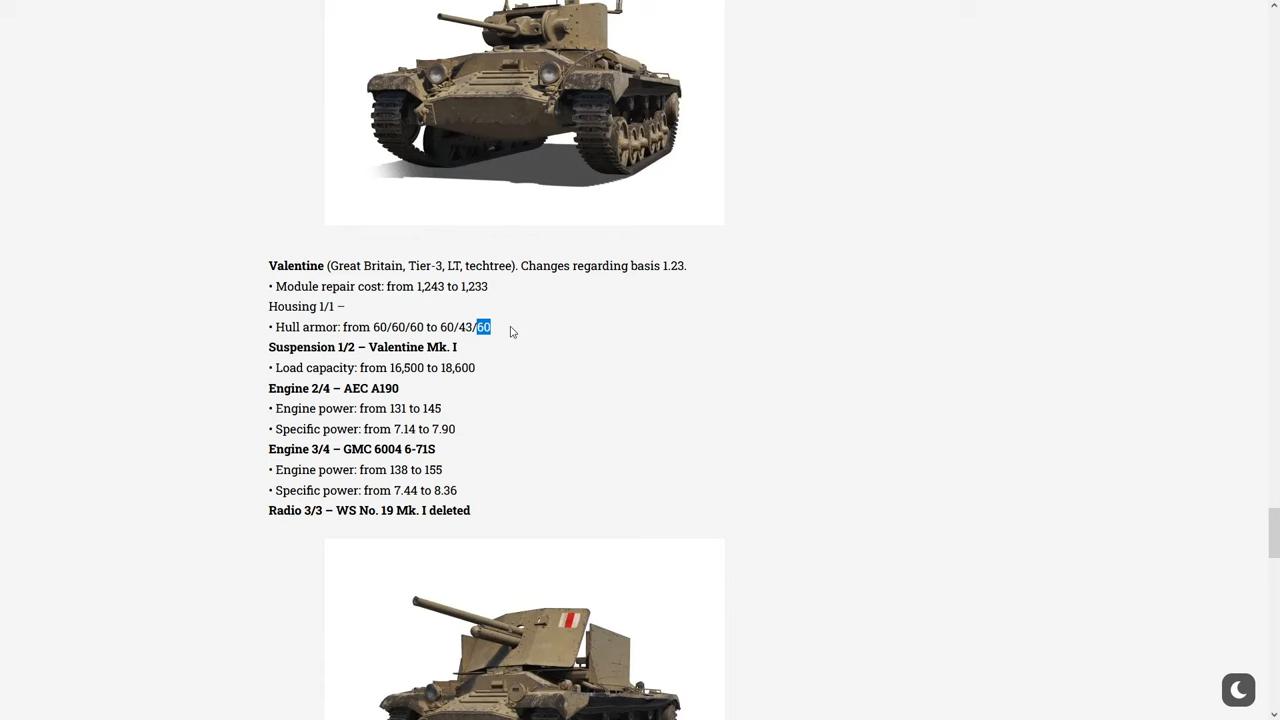 Valentine (Great Britain, Tier-3, LT, techtree). Changes regarding basis 1.23.
• Module repair cost: from 1,243 to 1,233
Housing 1/1 –
• Hull armor: from 60/60/60 to 60/43/60
Suspension 1/2 – Valentine Mk. I
• Load capacity: from 16,500 to 18,600
Engine 2/4 – AEC A190
• Engine power: from 131 to 145
• Specific power: from 7.14 to 7.90
Engine 3/4 – GMC 6004 6-71S
• Engine power: from 138 to 155
• Specific power: from 7.44 to 8.36
Radio 3/3 – WS No. 19 Mk. I deleted